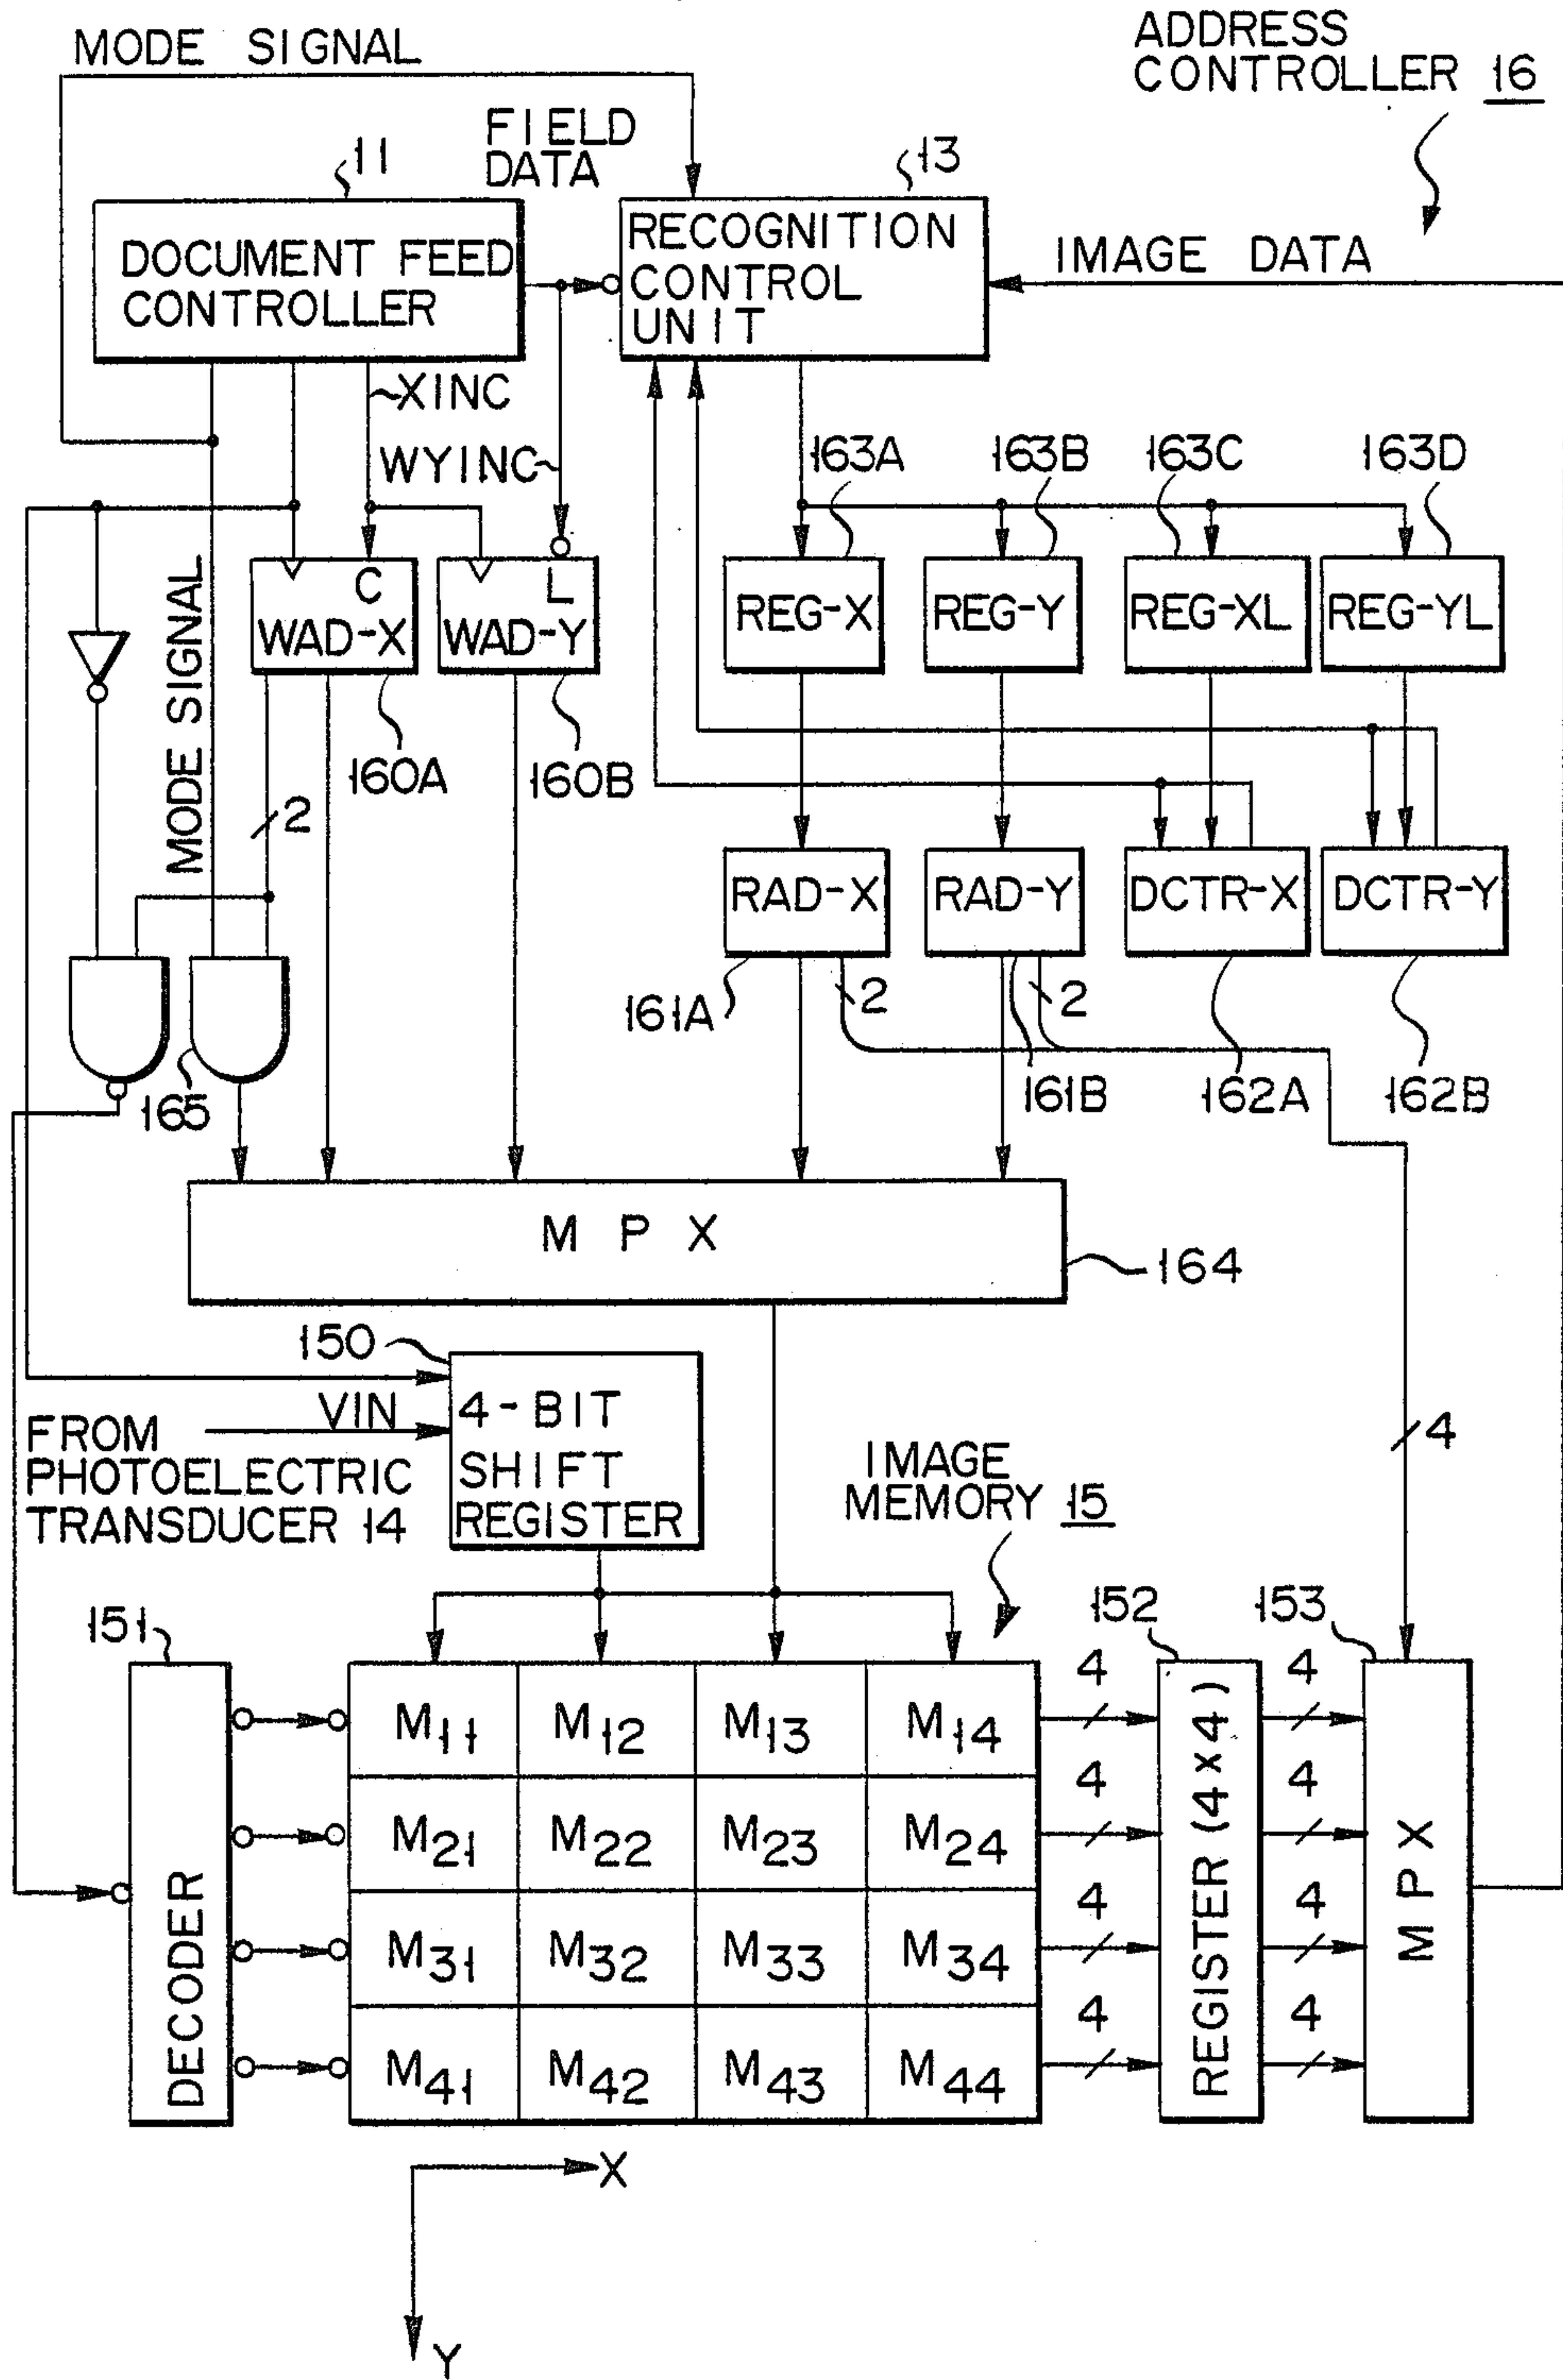 MODE SIGNAL
ADDRESS
CONTROLLER 16
FIELD
DATA
11
13
DOCUMENT FEED
CONTROLLER
RECOGNITION
CONTROL
UNIT
IMAGE DATA
XINC
WYINC
163A
163B
163C
163D
MODE SIGNAL
C
WAD-X
L
WAD-Y
REG-X
REG-Y
REG-XL
REG-YL
160A
160B
2
RAD-X
RAD-Y
DCTR-X
DCTR-Y
161A
2
2
161B
162A
162B
165
MPX
164
150
VIN
FROM
PHOTOELECTRIC
TRANSDUCER 14
4-BIT
SHIFT
REGISTER
IMAGE
MEMORY 15
4
151
152
153
DECODER
M11 M12 M13 M14
M21 M22 M23 M24
M31 M32 M33 M34
M41 M42 M43 M44
4
4
4
4
REGISTER (4×4)
4
4
4
4
MPX
X
Y